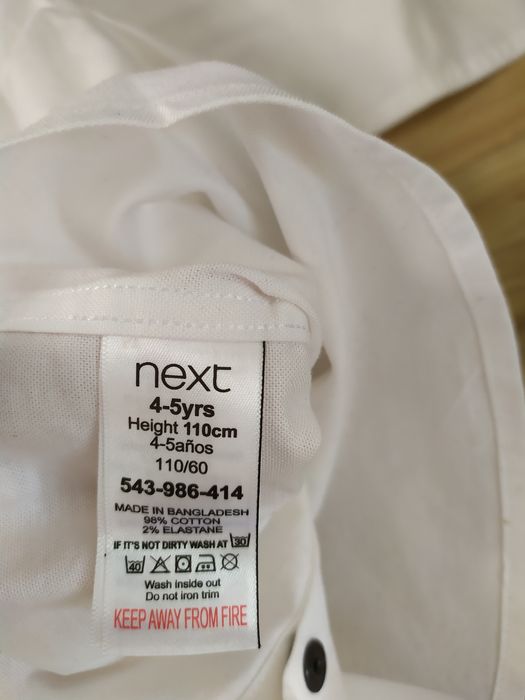 next
4-5yrs
Height 110cm
4-5años
110/60
543-986-414
MADE IN BANGLADESH
98% COTTON
2% ELASTANE
IF IT'S NOT DIRTY WASH AT 30
40
Wash inside out
Do not iron trim
KEEP AWAY FROM FIRE